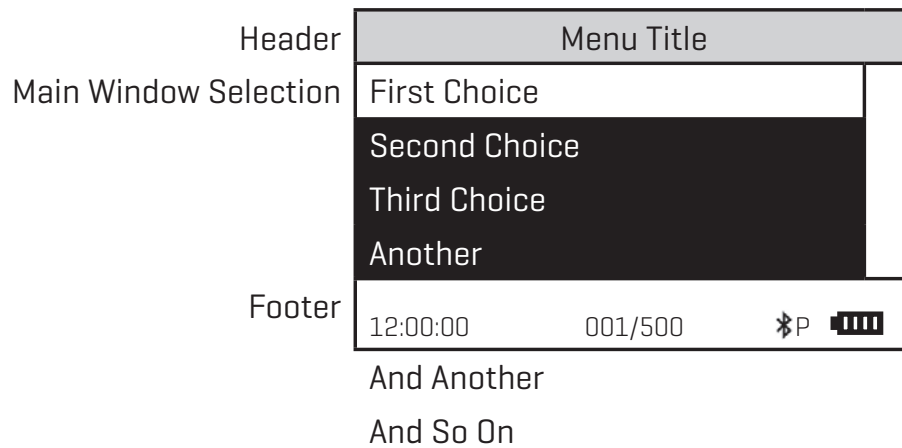 Header Menu Title
Main Window Selection First Choice
Second Choice
Third Choice
Another
Footer 12:00:00 001/500 P
And Another
And So On